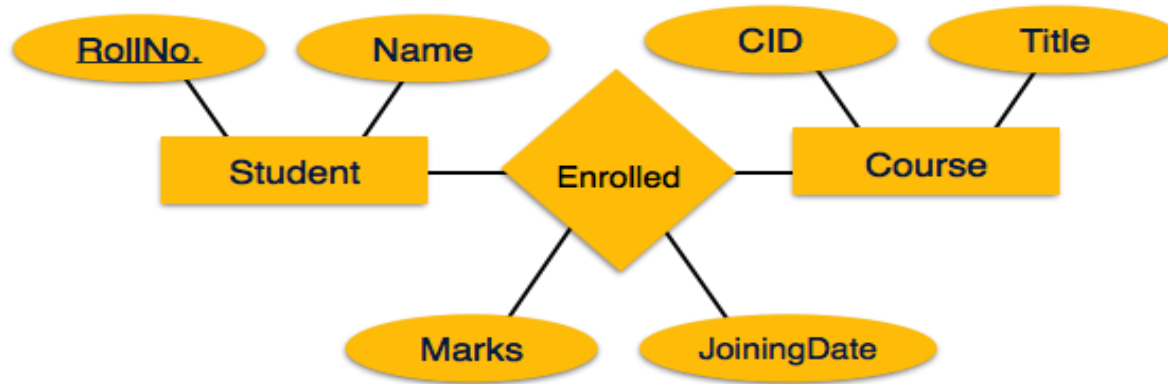 RollNo.
Name
CID
Title
Student
Enrolled
Course
Marks
JoiningDate